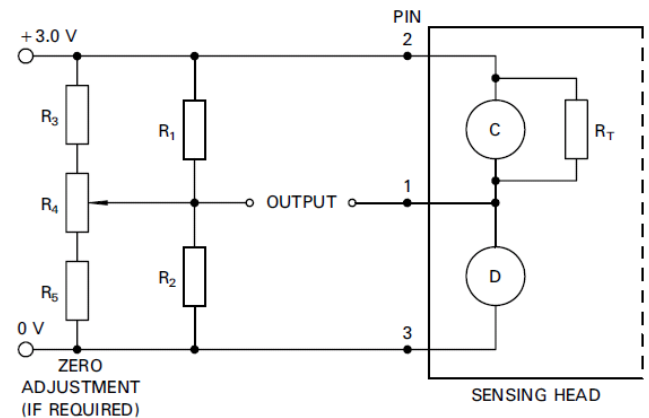 PIN
+3.0 V
2
R3
R1
C
RT
R4
OUTPUT
1
R5
R2
D
0 V
3
ZERO
ADJUSTMENT
(IF REQUIRED)
SENSING HEAD